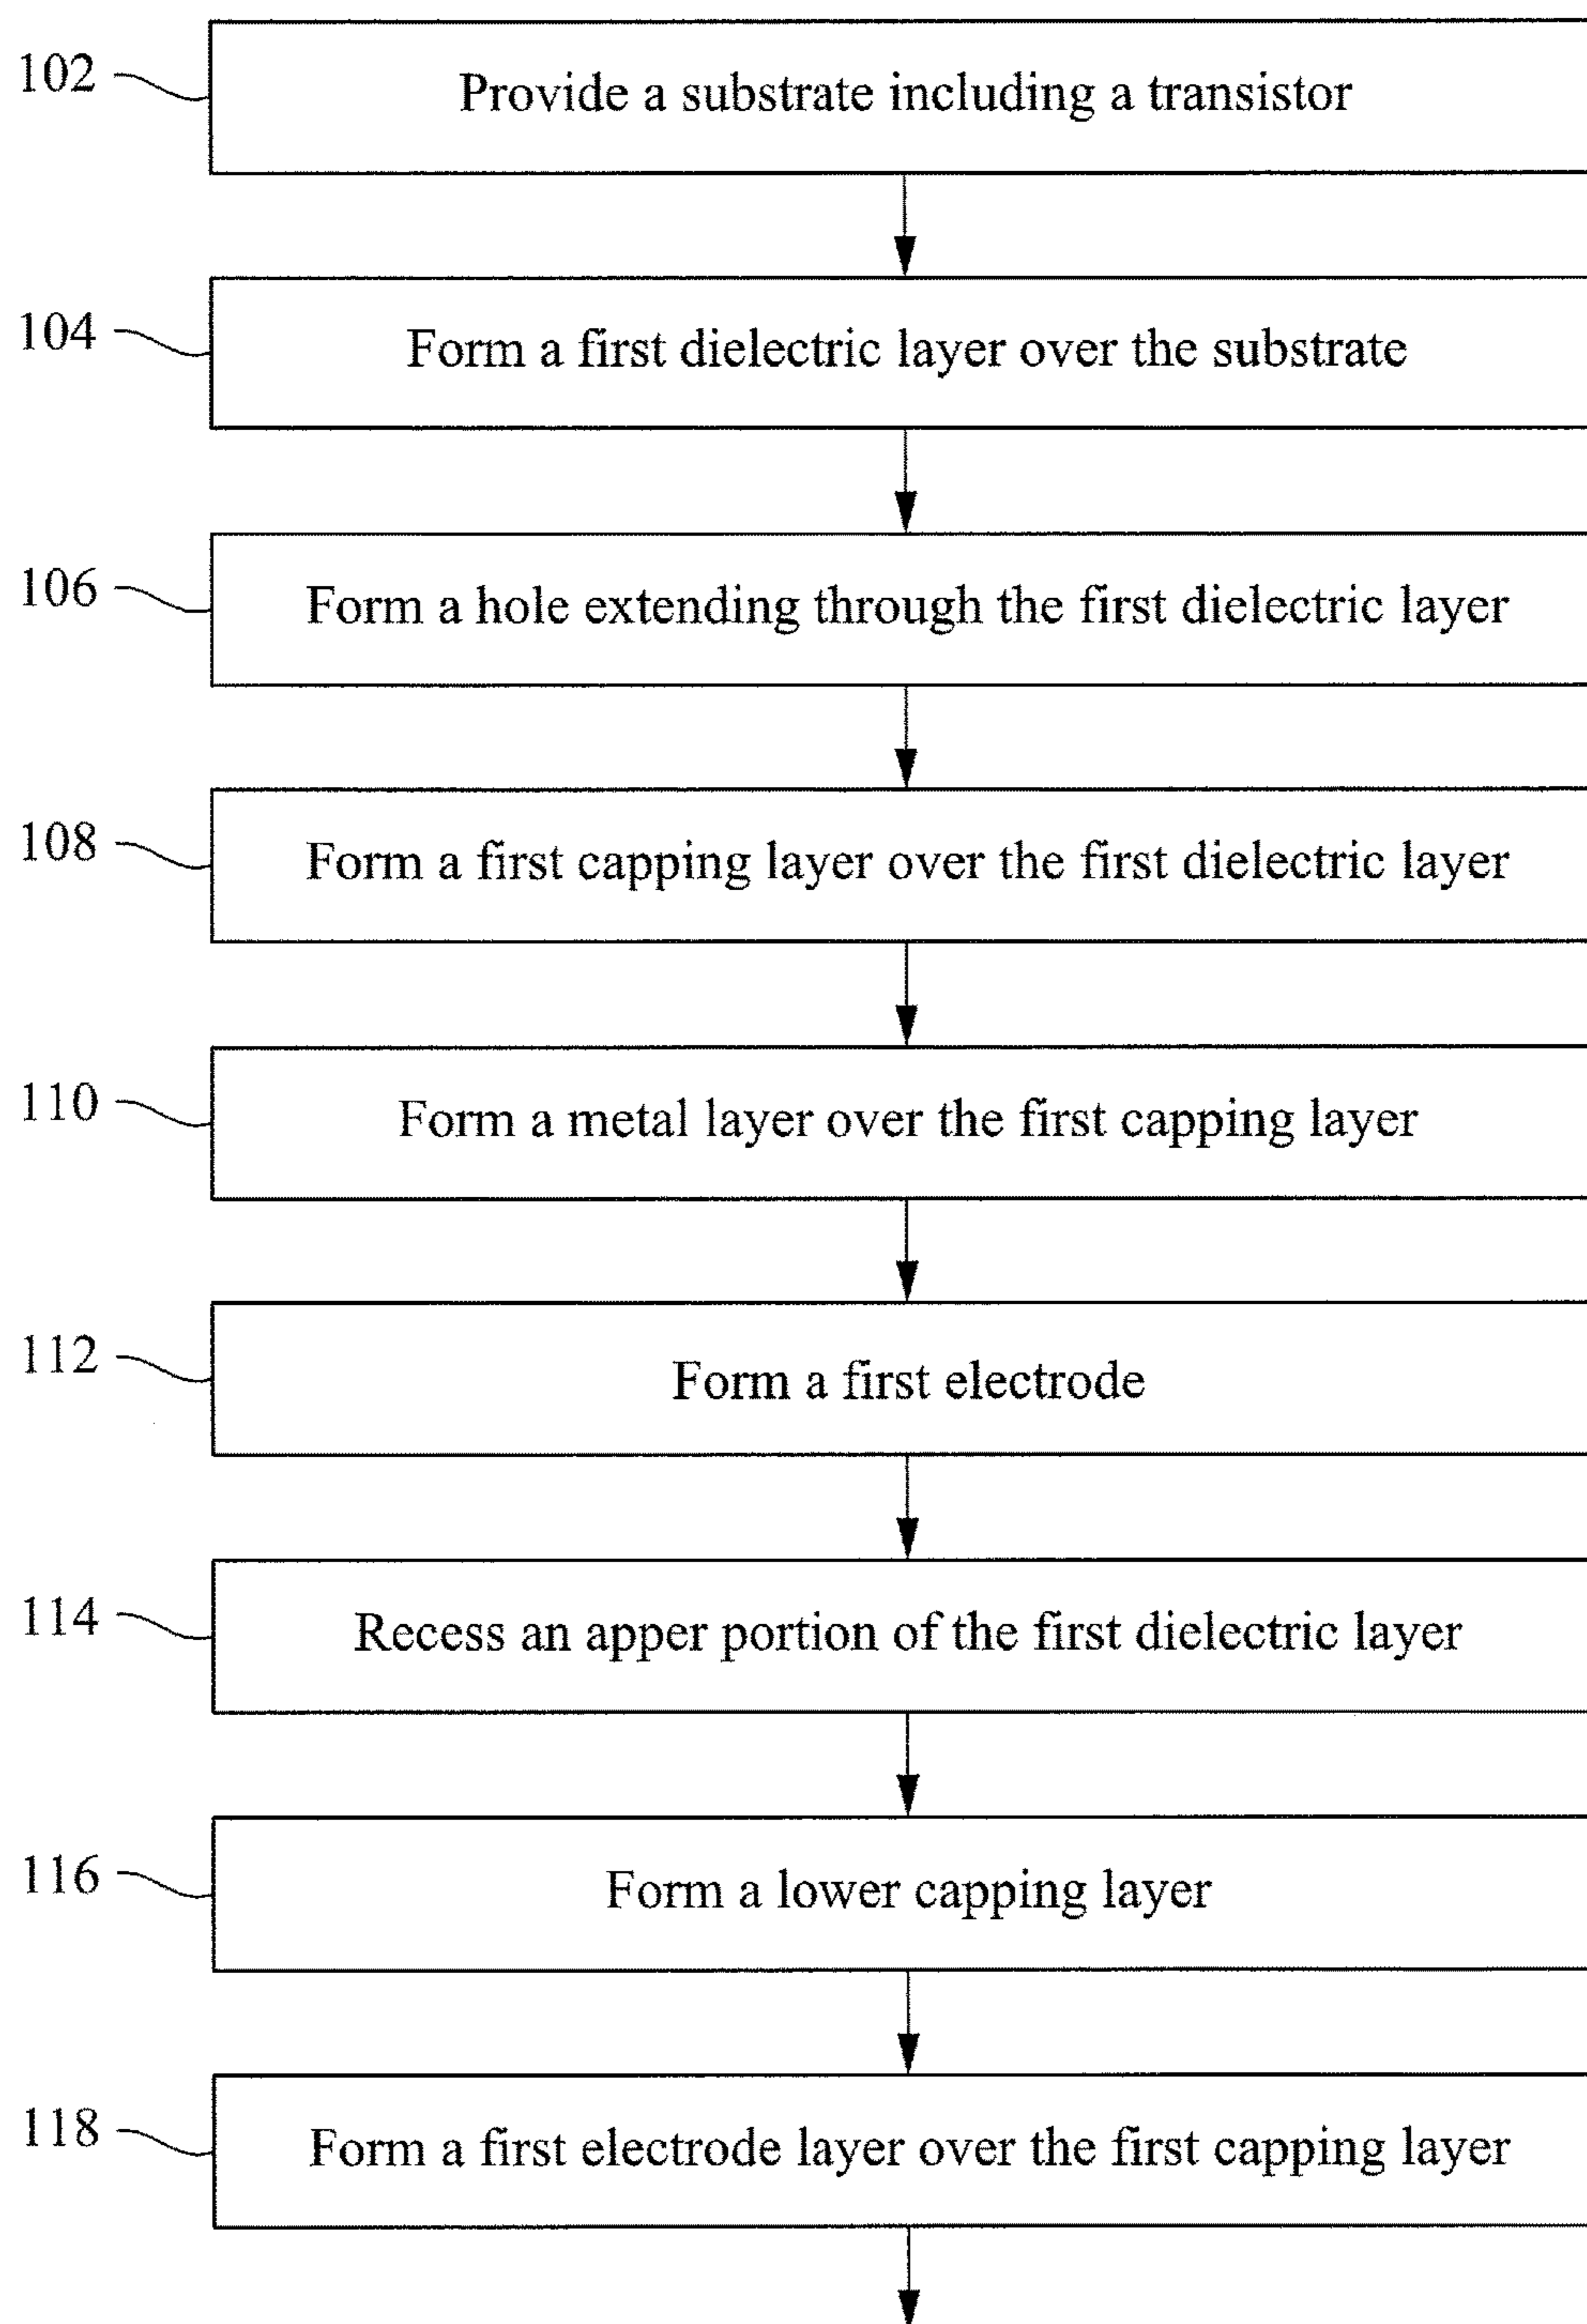 102 Provide a substrate including a transistor
104 Form a first dielectric layer over the substrate
106 Form a hole extending through the first dielectric layer
108 Form a first capping layer over the first dielectric layer
110 Form a metal layer over the first capping layer
112 Form a first electrode
114 Recess an apper portion of the first dielectric layer
116 Form a lower capping layer
118 Form a first electrode layer over the first capping layer